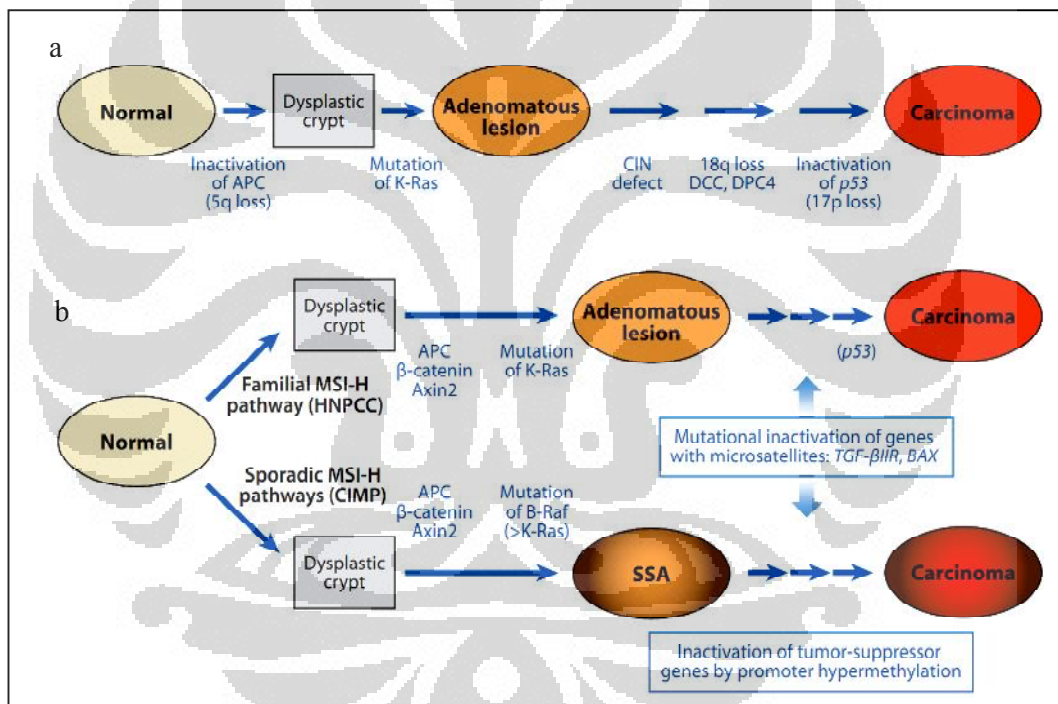 a
Normal
Dysplastic
crypt
Adenomatous
lesion
Carcinoma
Inactivation
of APC
(5q loss)
Mutation
of K-Ras
CIN
defect
18q loss
DCC, DPC4
Inactivation
of p53
(17p loss)
b
Dysplastic
crypt
Adenomatous
lesion
Carcinoma
APC
β-catenin
Axin2
Mutation
of K-Ras
(p53)
Familial MSI-H
pathway (HNPCC)
Normal
Mutational inactivation of genes
with microsatellites: TGF-βIIR, BAX
Sporadic MSI-H
pathways (CIMP)
APC
β-catenin
Axin2
Mutation
of B-Raf
(>K-Ras)
Dysplastic
crypt
SSA
Carcinoma
Inactivation of tumor-suppressor
genes by promoter hypermethylation